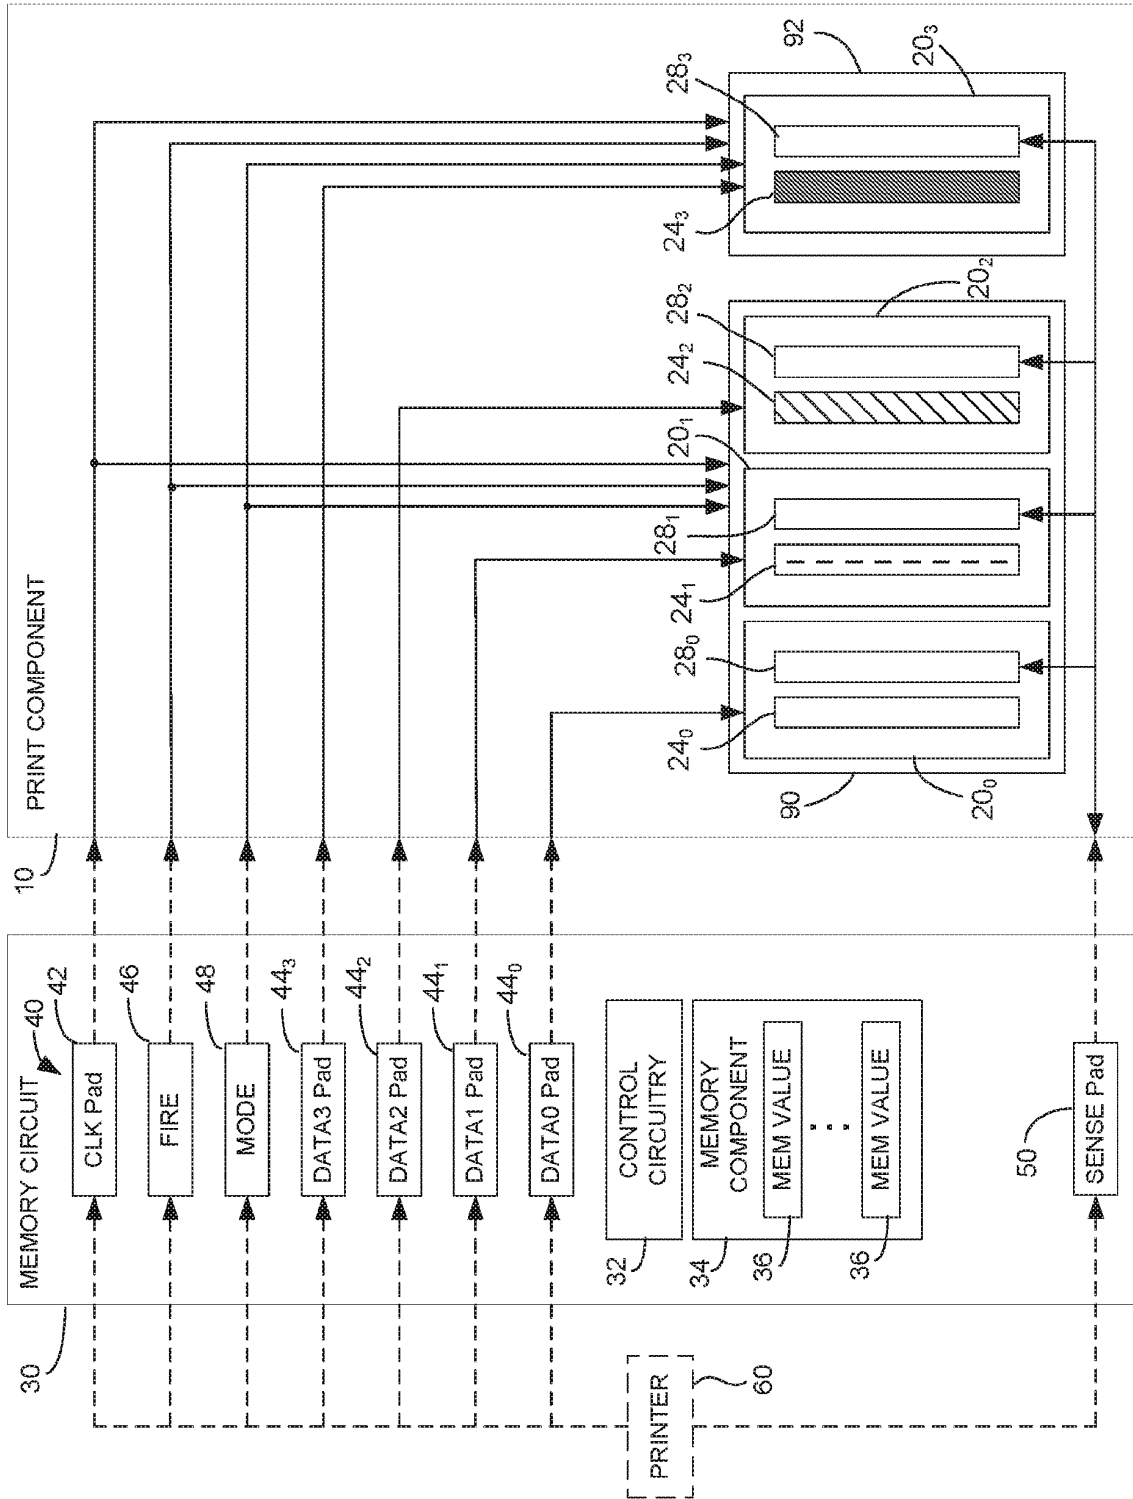 PRINT COMPONENT
10
92
20₃
28₃
24₃
20₂
28₂
24₂
20₁
28₁
24₁
28₀
24₀
20₀
90
MEMORY CIRCUIT
30
40
42
CLK Pad
46
FIRE
48
MODE
44₃
DATA3 Pad
44₂
DATA2 Pad
44₁
DATA1 Pad
44₀
DATA0 Pad
CONTROL
CIRCUITRY
32
MEMORY
COMPONENT
34
MEM VALUE
36
MEM VALUE
36
50
SENSE Pad
PRINTER
60